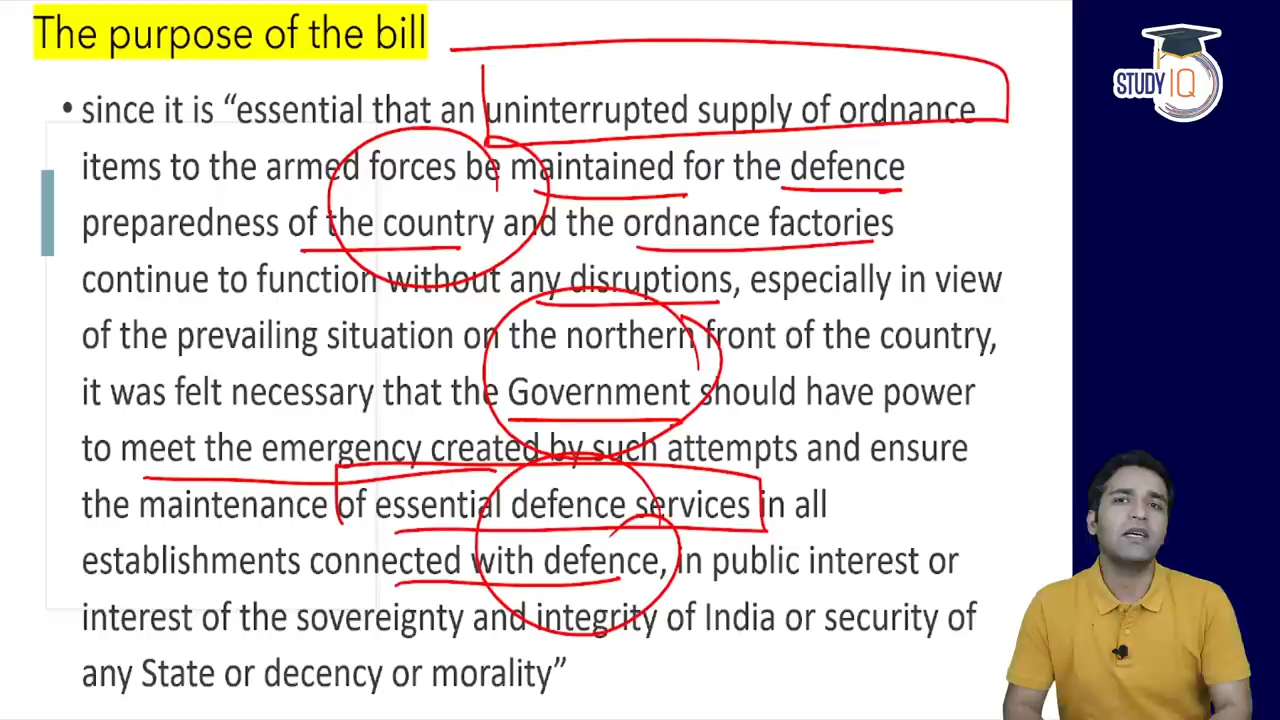 The purpose of the bill
STUDY IQ
• since it is “essential that an uninterrupted supply of ordnance
items to the armed forces be maintained for the defence
preparedness of the country and the ordnance factories
continue to function without any disruptions, especially in view
of the prevailing situation on the northern front of the country,
it was felt necessary that the Government should have power
to meet the emergency created by such attempts and ensure
the maintenance of essential defence services in all
establishments connected with defence, in public interest or
interest of the sovereignty and integrity of India or security of
any State or decency or morality”